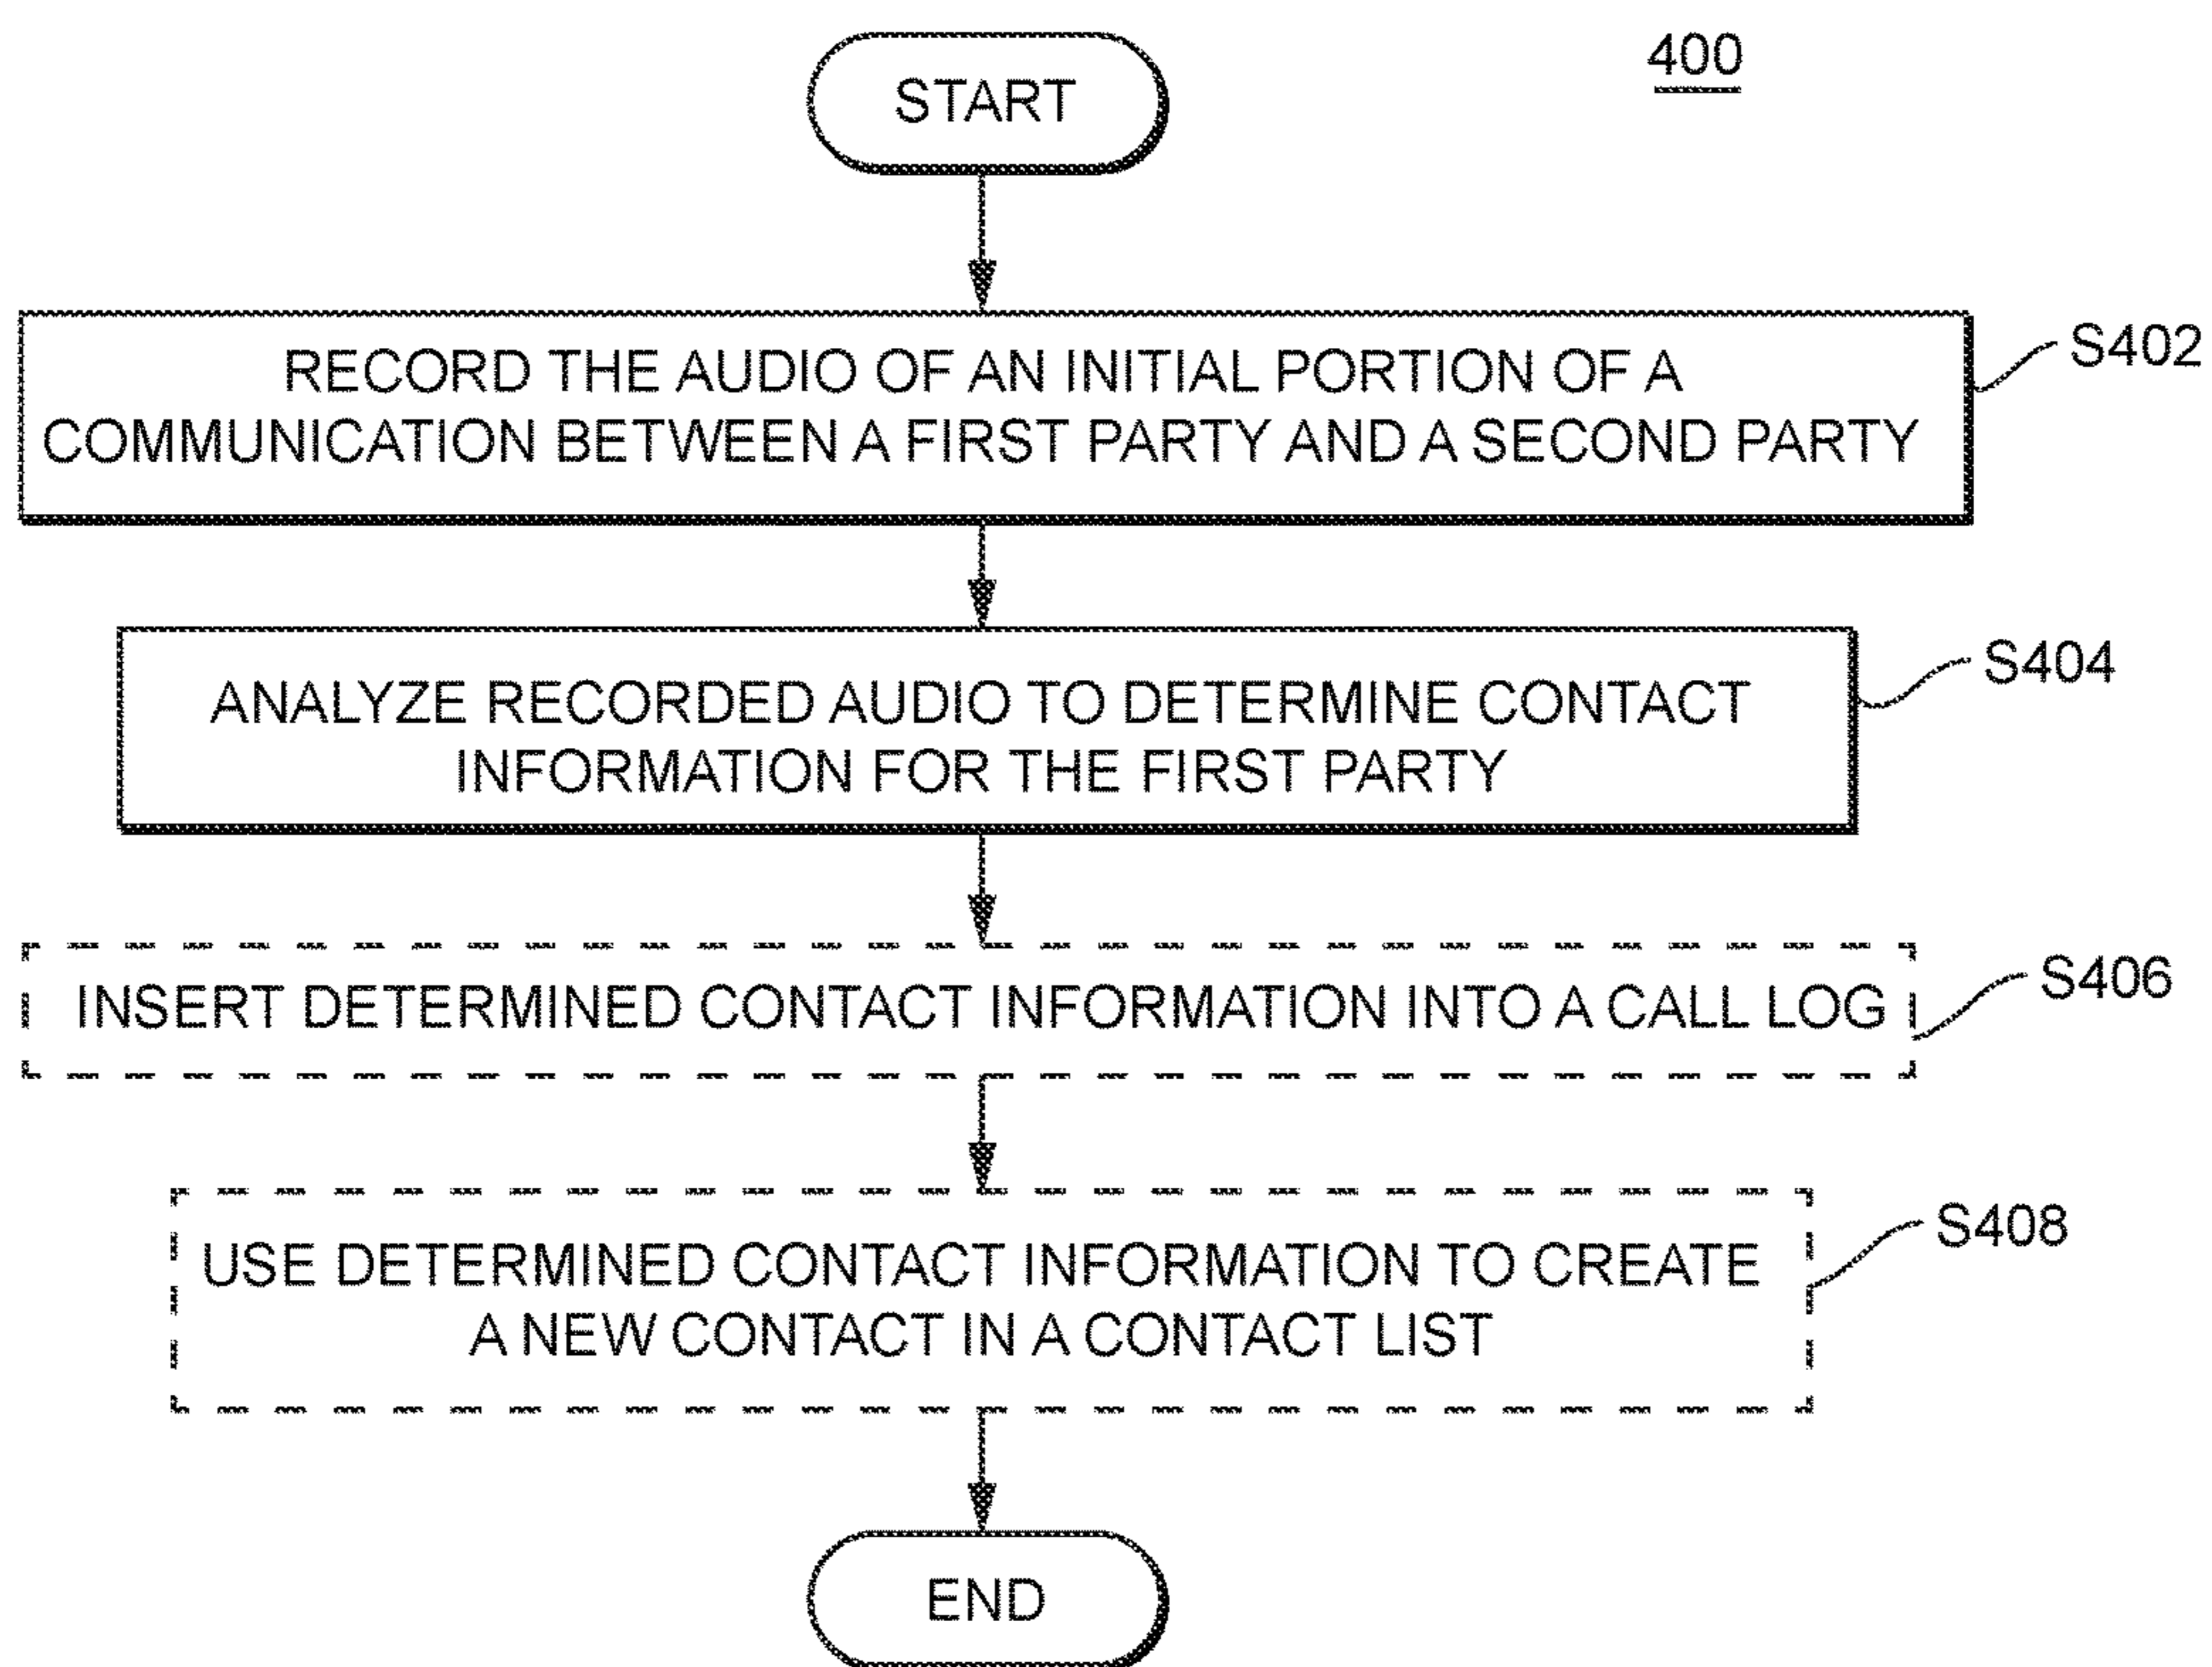 400
START
RECORD THE AUDIO OF AN INITIAL PORTION OF A
COMMUNICATION BETWEEN A FIRST PARTY AND A SECOND PARTY
S402
ANALYZE RECORDED AUDIO TO DETERMINE CONTACT
INFORMATION FOR THE FIRST PARTY
S404
INSERT DETERMINED CONTACT INFORMATION INTO A CALL LOG
S406
USE DETERMINED CONTACT INFORMATION TO CREATE
A NEW CONTACT IN A CONTACT LIST
S408
END